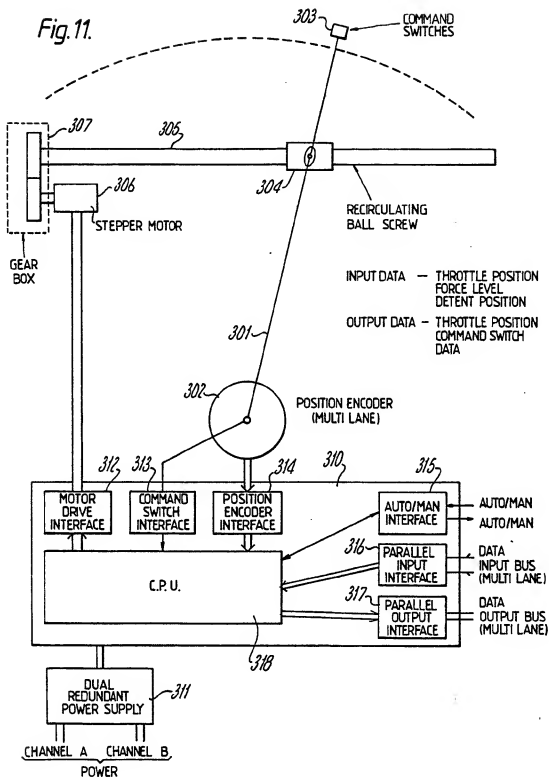 Fig. 11.
303
COMMAND
SWITCHES
307
305
306
304
STEPPER MOTOR
RECIRCULATING
BALL SCREW
GEAR
BOX
INPUT DATA — THROTTLE POSITION
FORCE LEVEL
DETENT POSITION
OUTPUT DATA — THROTTLE POSITION
COMMAND SWITCH
DATA
301
302
POSITION ENCODER
(MULTI LANE)
312
313
314
310
315
MOTOR
DRIVE
INTERFACE
COMMAND
SWITCH
INTERFACE
POSITION
ENCODER
INTERFACE
AUTO/MAN
INTERFACE
AUTO/MAN
AUTO/MAN
316
PARALLEL
INPUT
INTERFACE
DATA
INPUT BUS
(MULTI LANE)
C.P.U.
317
PARALLEL
OUTPUT
INTERFACE
DATA
OUTPUT BUS
(MULTI LANE)
318
DUAL
REDUNDANT
POWER SUPPLY
311
CHANNEL A CHANNEL B
POWER